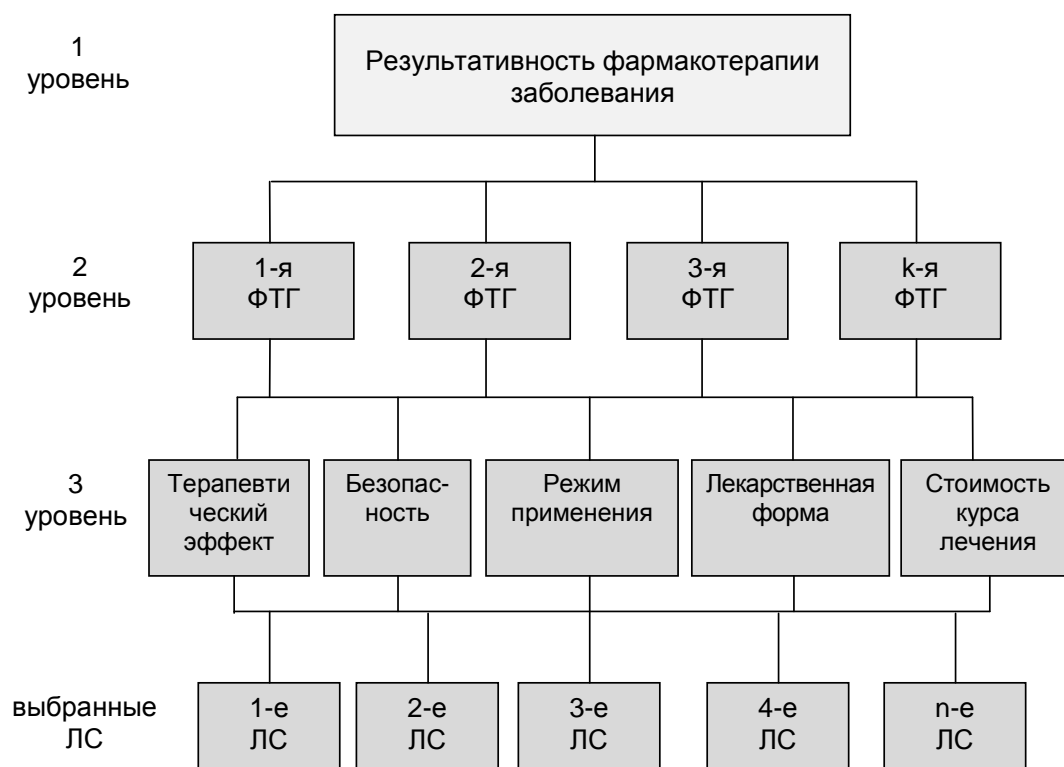 1
уровень
Результативность фармакотерапии
заболевания
2
уровень
1-я
ФТГ
2-я
ФТГ
3-я
ФТГ
k-я
ФТГ
3
уровень
Терапевти
ческий
эффект
Безопас-
ность
Режим
применения
Лекарственная
форма
Стоимость
курса
лечения
выбранные
ЛС
1-е
ЛС
2-е
ЛС
3-е
ЛС
4-е
ЛС
n-е
ЛС